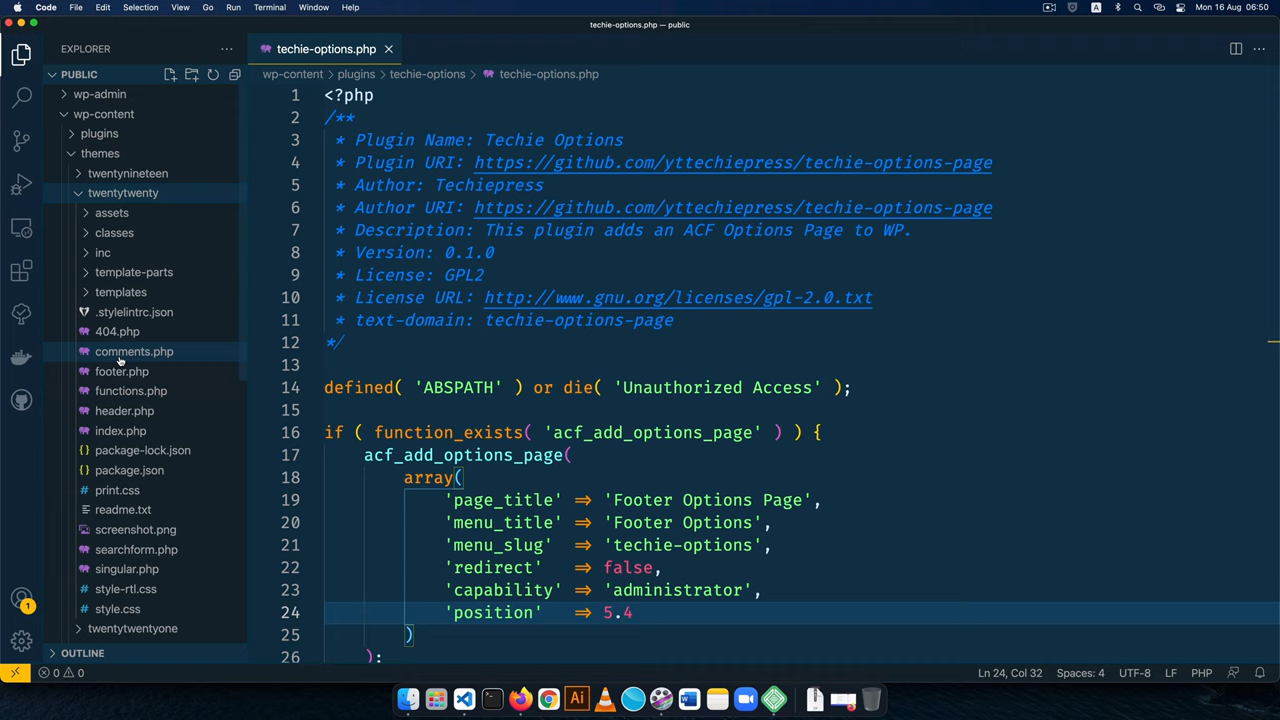 Code File Edit Selection View Go Run Terminal Window Help A Mon 16 Aug 06:50
techie-options.php — public
EXPLORER
PUBLIC
wp-admin
wp-content
plugins
themes
twentynineteen
twentytwenty
assets
classes
inc
template-parts
templates
.stylelintrc.json
404.php
comments.php
footer.php
functions.php
header.php
index.php
package-lock.json
package.json
print.css
readme.txt
screenshot.png
searchform.php
singular.php
style-rtl.css
style.css
twentytwentyone
OUTLINE
1
techie-options.php
wp-content > plugins > techie-options > techie-options.php
1 <?php
2 /**
3 * Plugin Name: Techie Options
4 * Plugin URI: https://github.com/yttechiepress/techie-options-page
5 * Author: Techiepress
6 * Author URI: https://github.com/yttechiepress/techie-options-page
7 * Description: This plugin adds an ACF Options Page to WP.
8 * Version: 0.1.0
9 * License: GPL2
10 * License URL: http://www.gnu.org/licenses/gpl-2.0.txt
11 * text-domain: techie-options-page
12 */
13
14 defined( 'ABSPATH' ) or die( 'Unauthorized Access' );
15
16 if ( function_exists( 'acf_add_options_page' ) ) {
17 acf_add_options_page(
18 array(
19 'page_title' => 'Footer Options Page',
20 'menu_title' => 'Footer Options',
21 'menu_slug' => 'techie-options',
22 'redirect' => false,
23 'capability' => 'administrator',
24 'position' => 5.4
25 )
26 );
0 0 Ln 24, Col 32 Spaces: 4 UTF-8 LF PHP
Ai
W